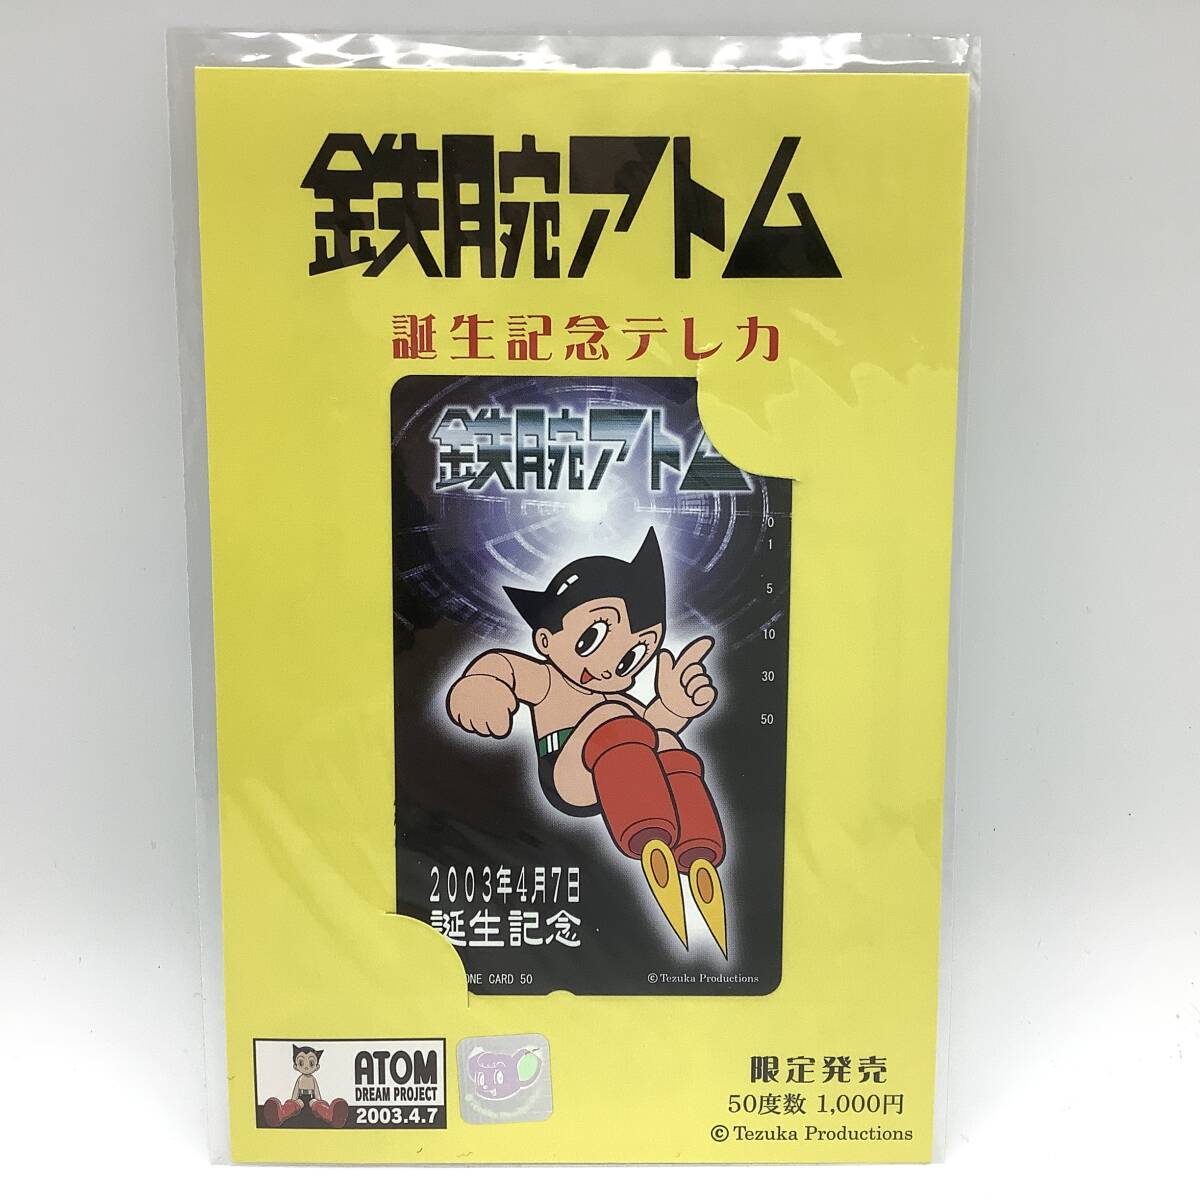 鉄腕アトム
誕生記念テレカ
鉄腕アトム
0
1
5
10
30
50
2003年4月7日
誕生記念
ONE CARD 50
© Tezuka Productions
ATOM
DREAM PROJECT
2003.4.7
限定発売
50度数 1,000円
© Tezuka Productions